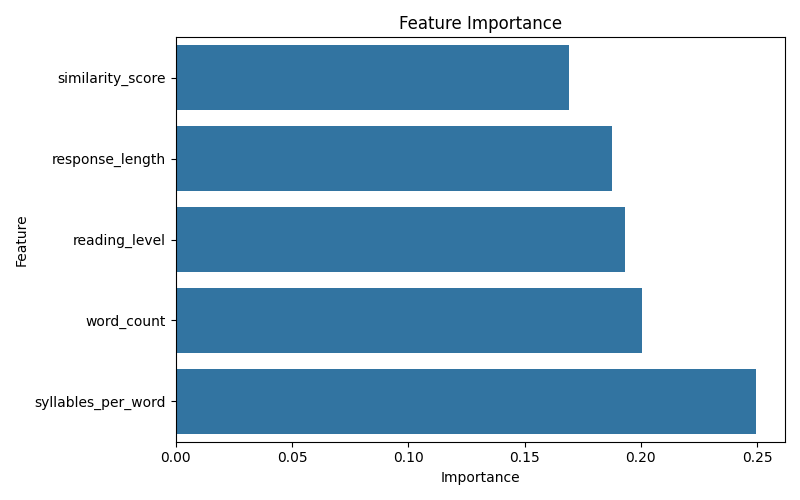 Feature Importance
similarity_score
response_length
reading_level
word_count
syllables_per_word
Feature
0.00 0.05 0.10 0.15 0.20 0.25
Importance